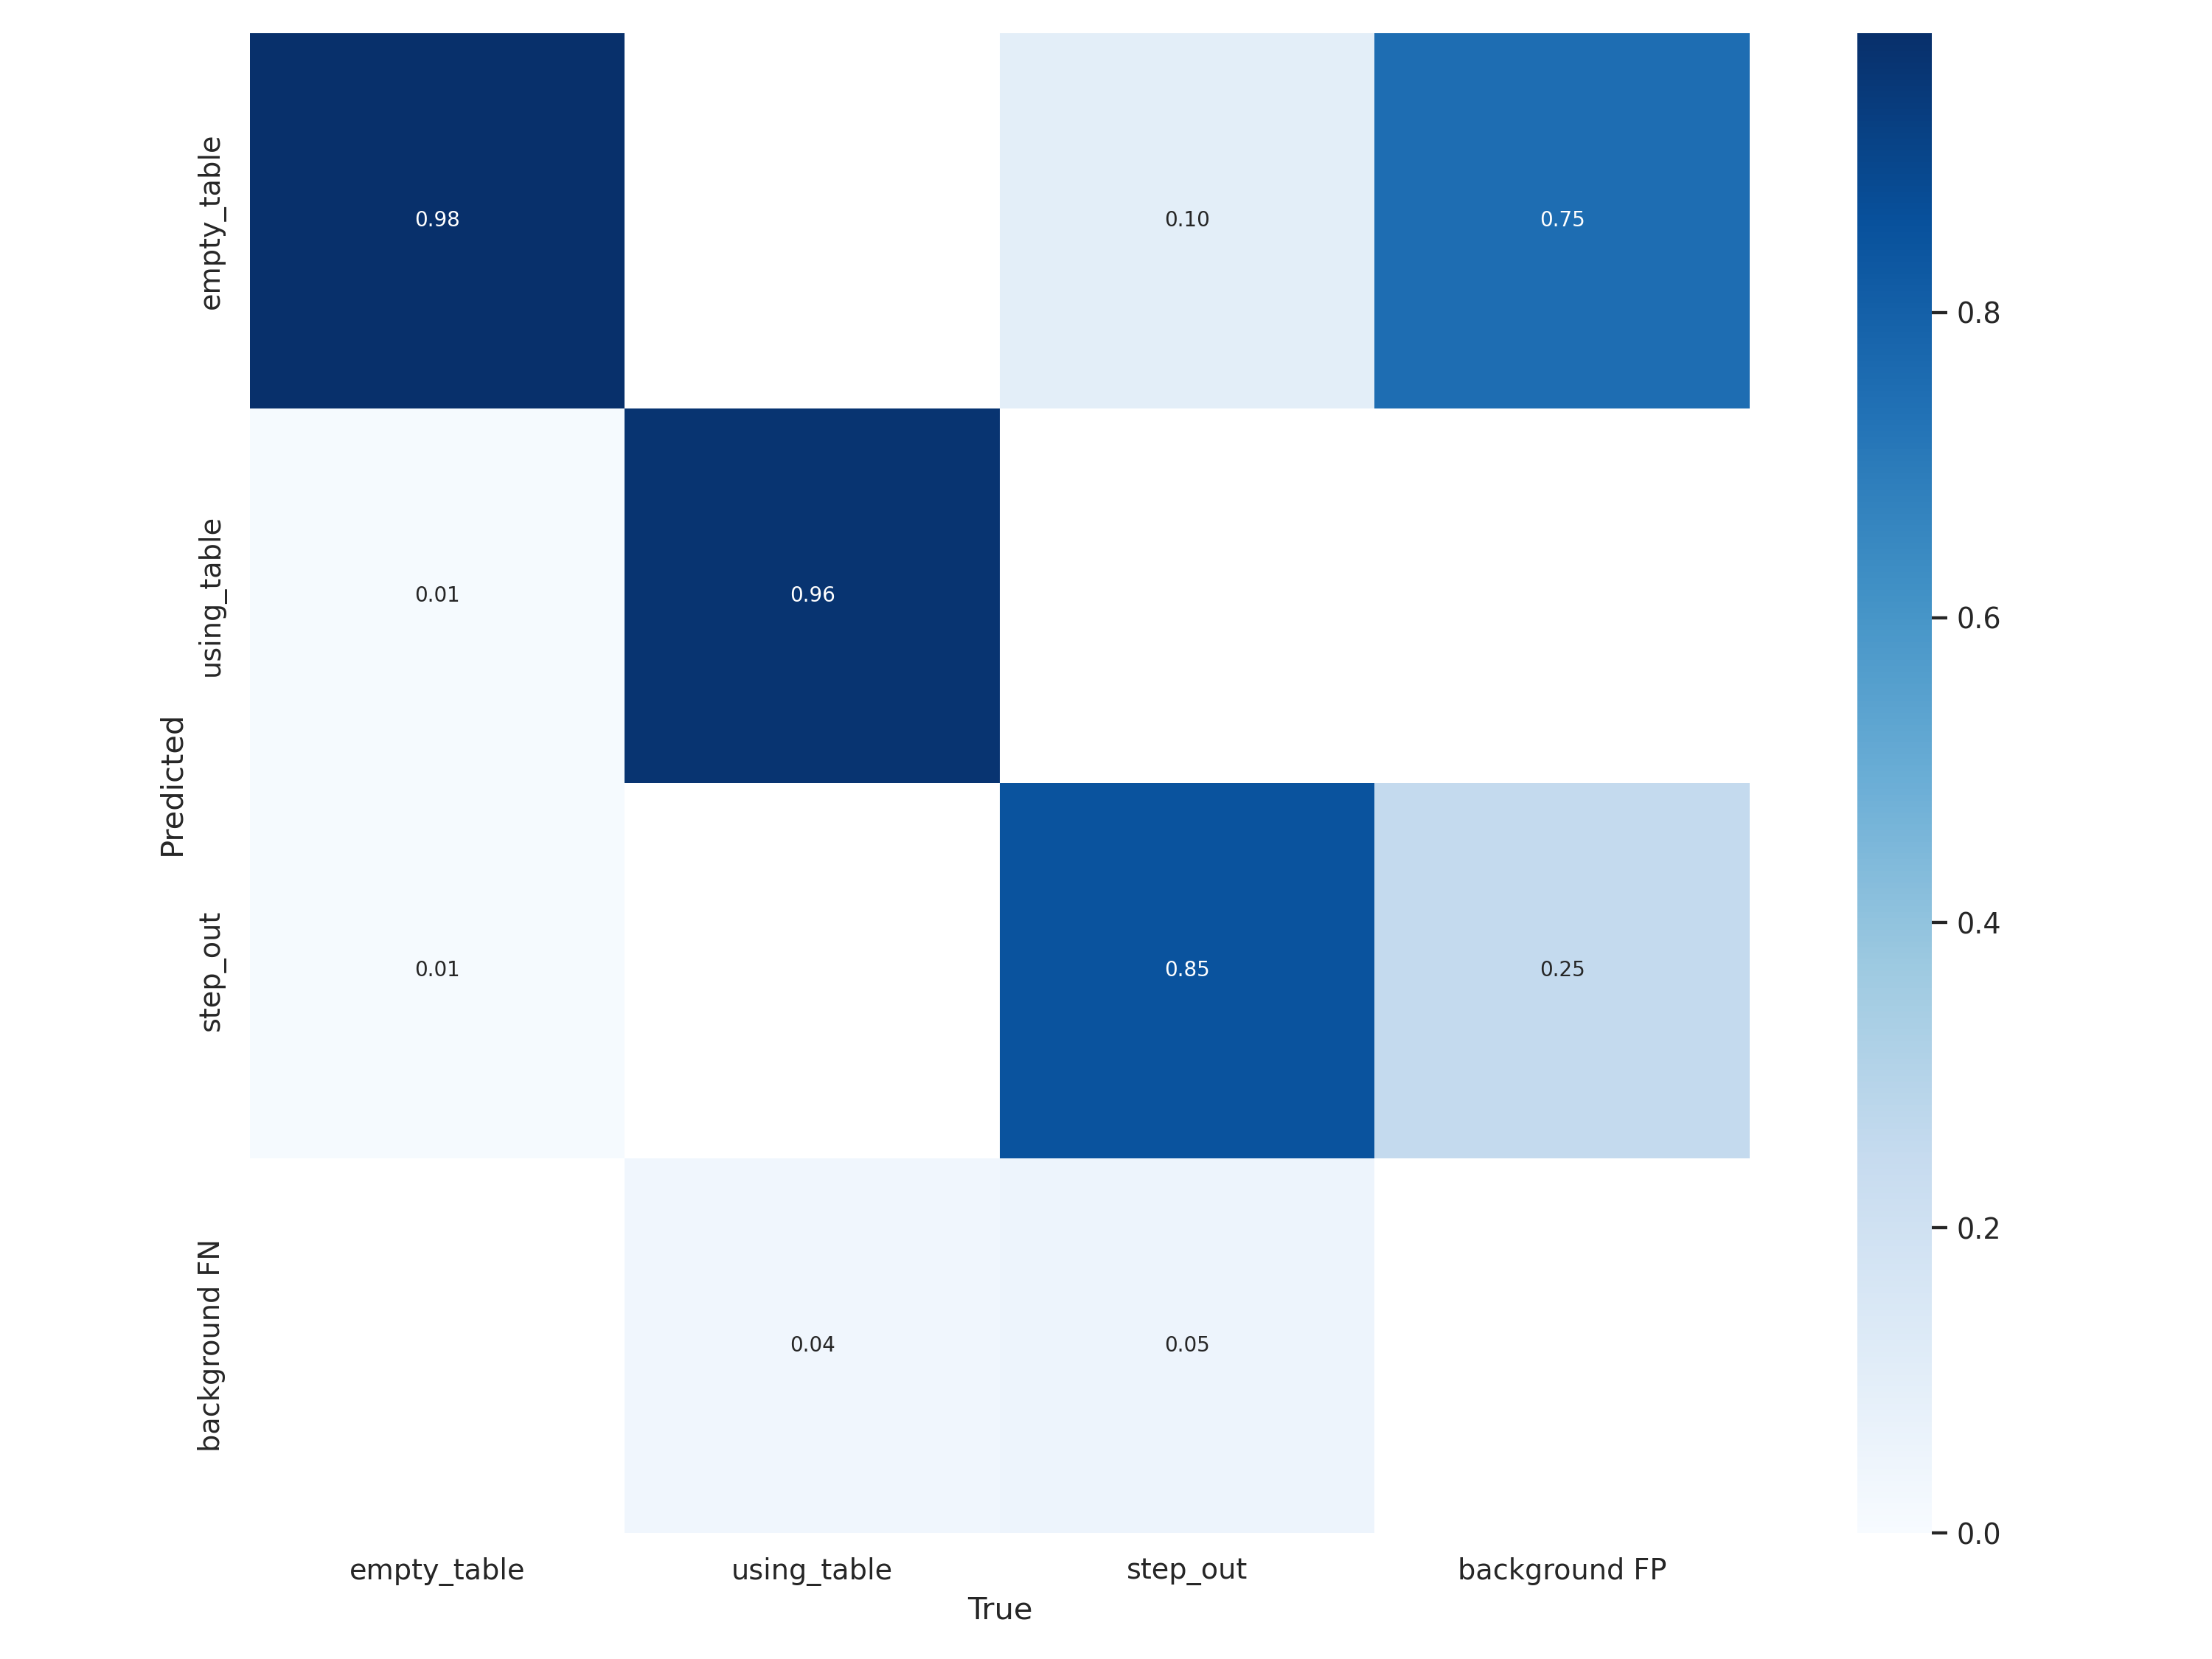 empty_table
0.98
0.10
0.75
using_table
0.01
0.96
step_out
0.01
0.85
0.25
background FN
0.04
0.05
Predicted
empty_table
using_table
step_out
background FP
True
0.8
0.6
0.4
0.2
0.0